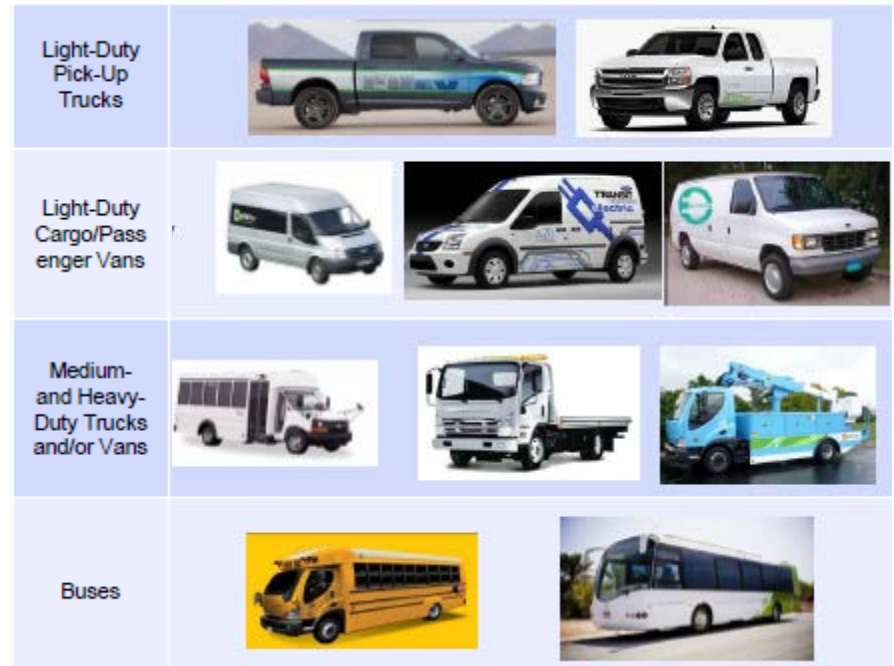 Light-Duty
Pick-Up
Trucks
Light-Duty
Cargo/Pass
enger Vans
TRANSIT
Electric
Medium-
and Heavy-
Duty Trucks
and/or Vans
Buses